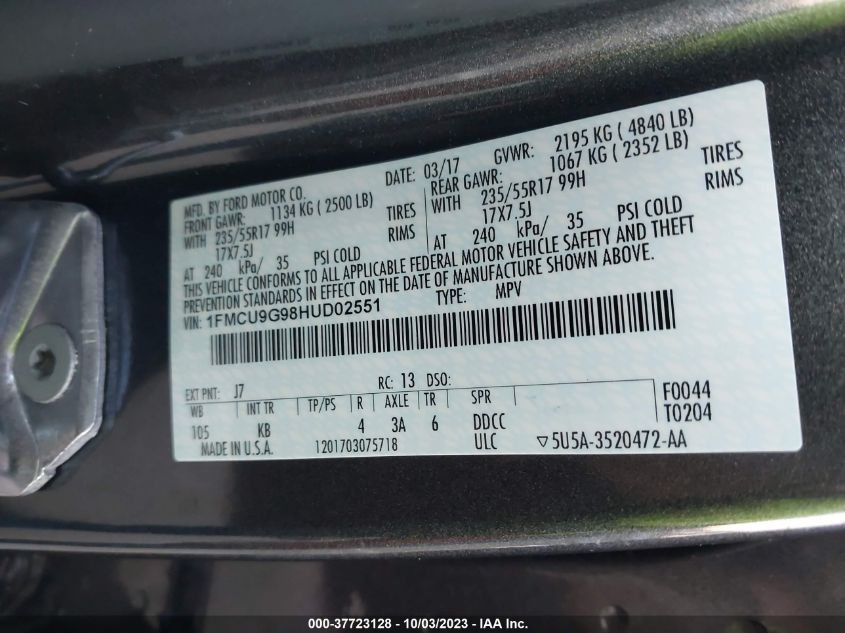 MFD. BY FORD MOTOR CO. DATE: 03/17 GVWR: 2195 KG ( 4840 LB)
FRONT GAWR: 1134 KG ( 2500 LB) REAR GAWR: 1067 KG ( 2352 LB)
WITH 235/55R17 99H TIRES WITH 235/55R17 99H TIRES
17X7.5J RIMS 17X7.5J RIMS
AT 240 kPa/ 35 PSI COLD AT 240 kPa/ 35 PSI COLD
THIS VEHICLE CONFORMS TO ALL APPLICABLE FEDERAL MOTOR VEHICLE SAFETY AND THEFT
PREVENTION STANDARDS IN EFFECT ON THE DATE OF MANUFACTURE SHOWN ABOVE.
VIN: 1FMCU9G98HUD02551 TYPE: MPV
EXT PNT: J7 RC: 13 DSO:
WB INT TR TP/PS R AXLE TR SPR F0044
105 KB 4 3A 6 DDCC T0204
MADE IN U.S.A. 1201703075718 ULC ▽5U5A-3520472-AA
000-37723128 - 10/03/2023 - IAA Inc.